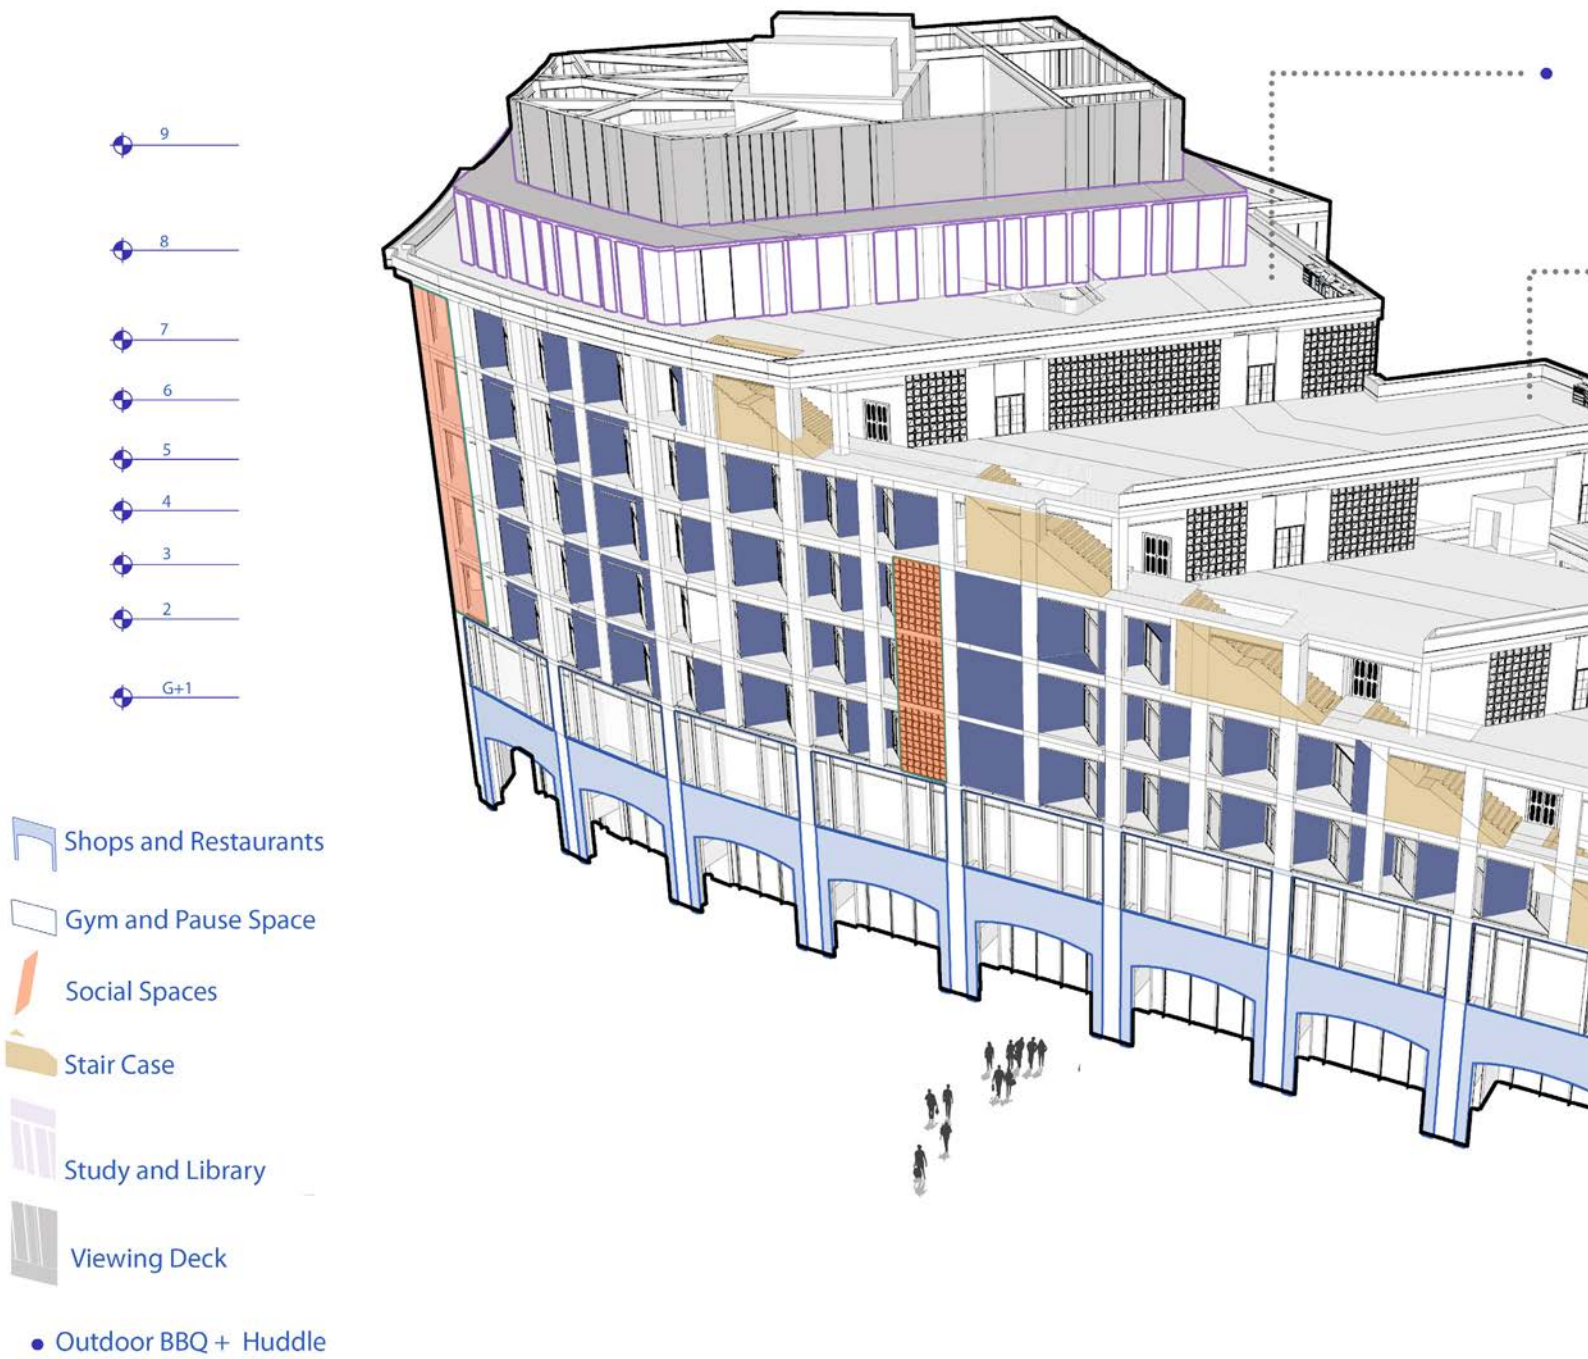 9
8
7
6
5
4
3
2
G+1
Shops and Restaurants
Gym and Pause Space
Social Spaces
Stair Case
Study and Library
Viewing Deck
Outdoor BBQ + Huddle